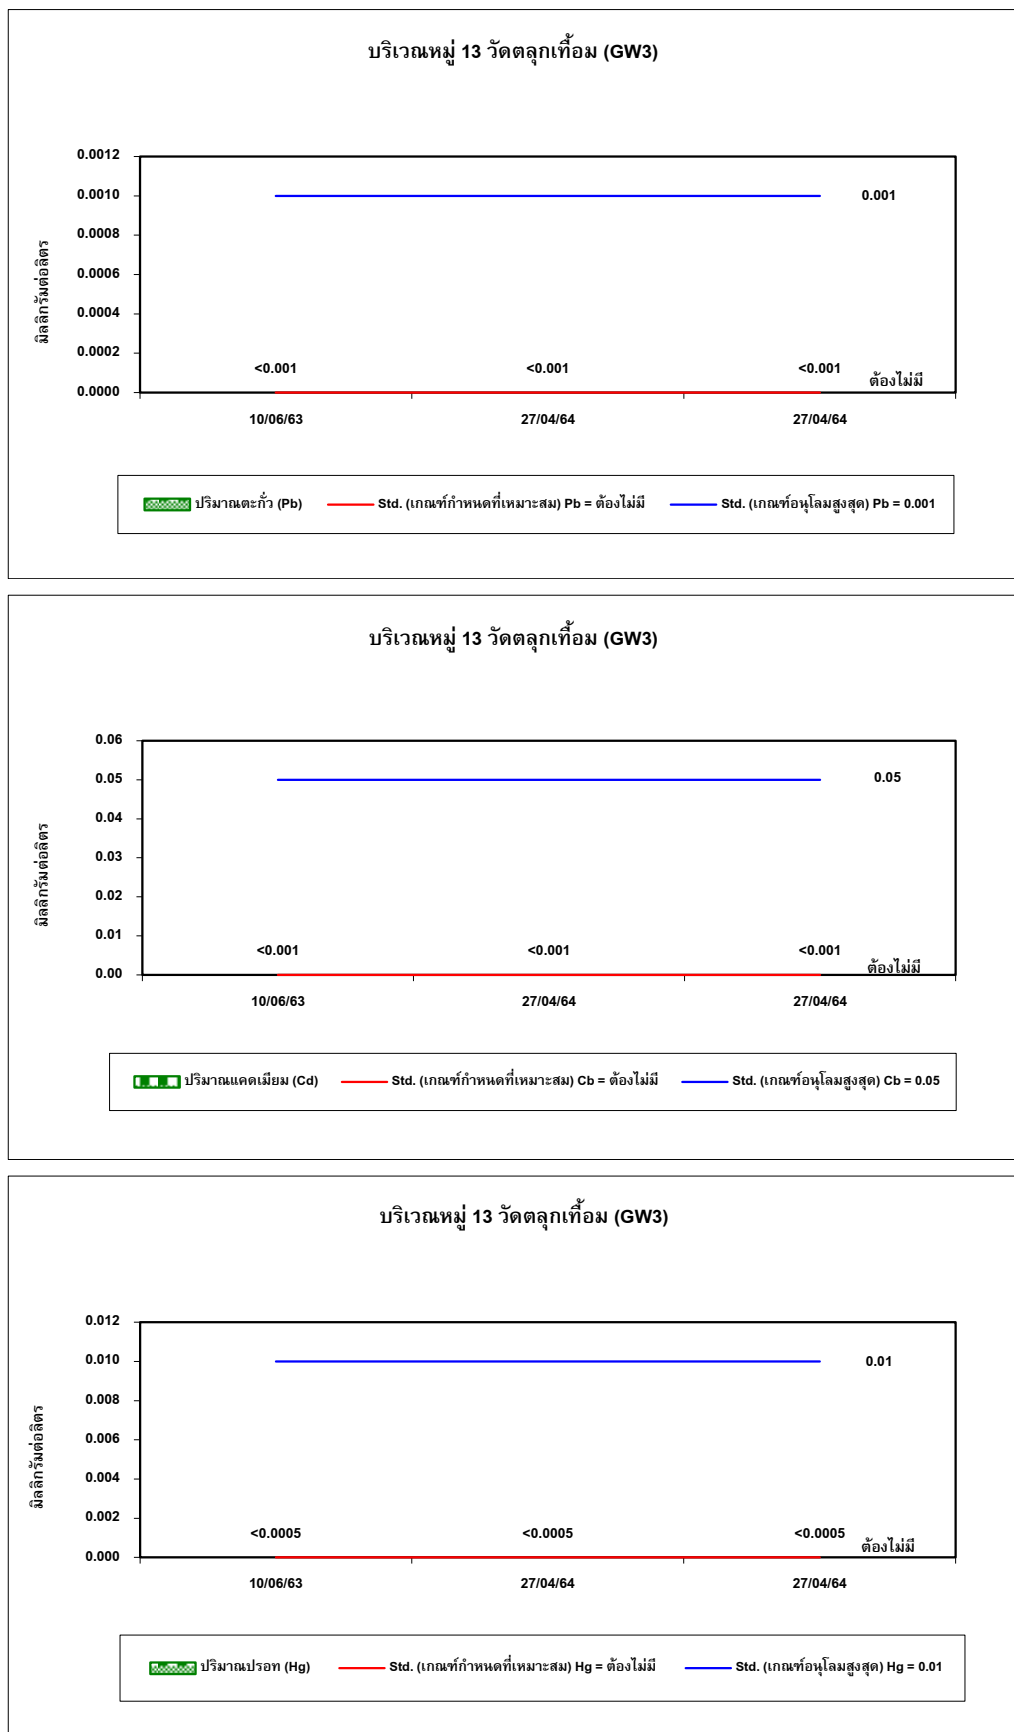 บริเวณหมู่ 13 วัดตลุกเทื้อม (GW3)
มิลลิกรัมต่อลิตร
0.0012
0.0010
0.0008
0.0006
0.0004
0.0002
0.0000
0.001
<0.001 <0.001 <0.001
ต้องไม่มี
10/06/63 27/04/64 27/04/64
ปริมาณตะกั่ว (Pb) Std. (เกณฑ์กำหนดที่เหมาะสม) Pb = ต้องไม่มี Std. (เกณฑ์อนุโลมสูงสุด) Pb = 0.001
บริเวณหมู่ 13 วัดตลุกเทื้อม (GW3)
มิลลิกรัมต่อลิตร
0.06
0.05
0.04
0.03
0.02
0.01
0.00
0.05
<0.001 <0.001 <0.001
ต้องไม่มี
10/06/63 27/04/64 27/04/64
ปริมาณแคดเมียม (Cd) Std. (เกณฑ์กำหนดที่เหมาะสม) Cb = ต้องไม่มี Std. (เกณฑ์อนุโลมสูงสุด) Cb = 0.05
บริเวณหมู่ 13 วัดตลุกเทื้อม (GW3)
มิลลิกรัมต่อลิตร
0.012
0.010
0.008
0.006
0.004
0.002
0.000
0.01
<0.0005 <0.0005 <0.0005
ต้องไม่มี
10/06/63 27/04/64 27/04/64
ปริมาณปรอท (Hg) Std. (เกณฑ์กำหนดที่เหมาะสม) Hg = ต้องไม่มี Std. (เกณฑ์อนุโลมสูงสุด) Hg = 0.01